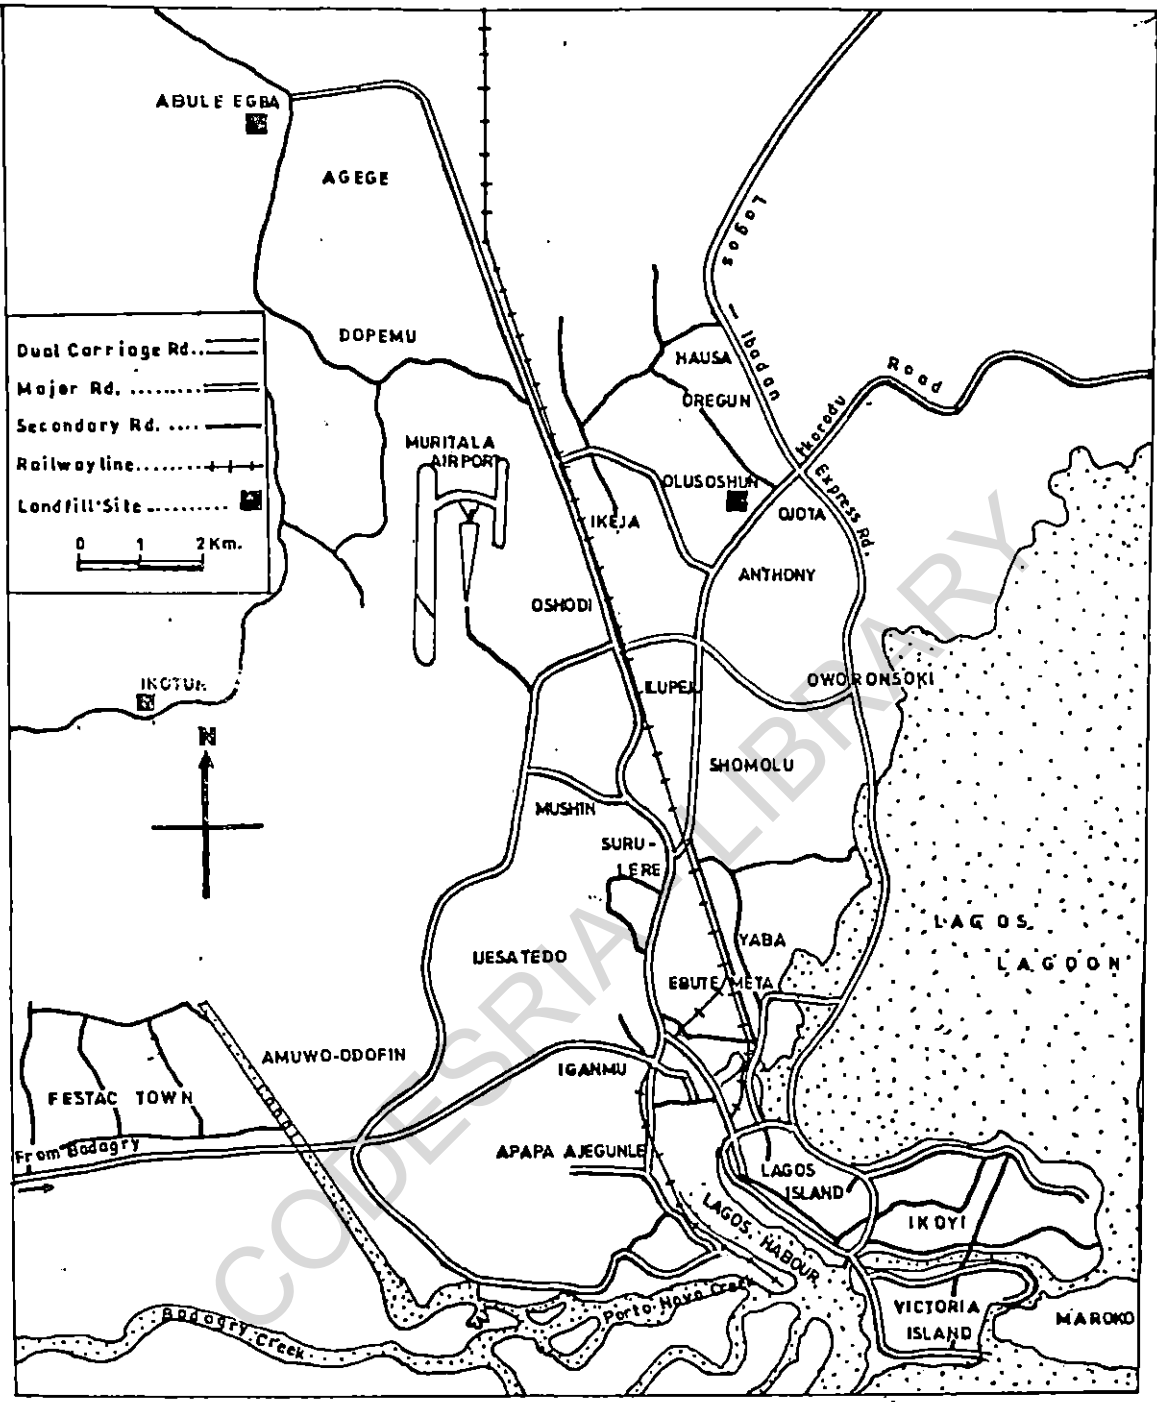 ABULE EGBA
AGEGE
Lagos - Ibadan
Express Rd.
DOPEMU
HAUSA
Ikorodu Road
OREGUN
Dual Carriage Rd...
Major Rd. ..........
Secondary Rd. ....
Railway line.......
Landfill Site ........
0 1 2 Km.
MURITALA
AIRPORT
OLUSOSHUN
OJOTA
IKEJA
ANTHONY
OSHODI
IKOTUN
ILUPEJU
OWORONSOKI
N
SHOMOLU
MUSHIN
SURU-
LERE
LAGOS
LAGOON
YABA
IJESATEDO
EBUTE META
AMUWO-ODOFIN
IGANMU
FESTAC TOWN
From Badagry
APAPA AJEGUNLE
LAGOS
ISLAND
LAGOS HABOUR
IKOYI
Porto Novo Creek
Badagry Creek
VICTORIA
ISLAND
MAROKO
CODESRIA LIBRARY